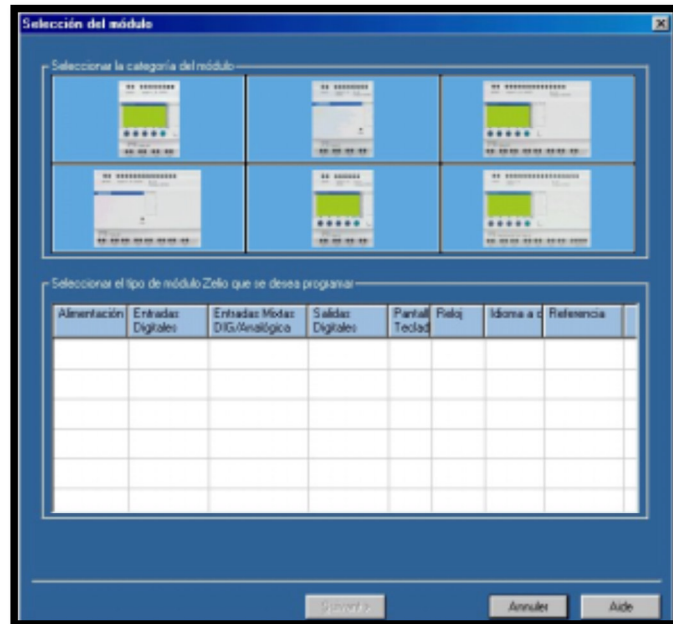 Selección del módulo
Seleccionar la categoría del módulo
Seleccionar el tipo de módulo Zelio que se desea programar
Alimentación Entradas Digitales Entradas Mixtas DIG./Analógica Salidas Digitales Pantall Teclad Reloj Idioma a c Referencia
Annuler Aide